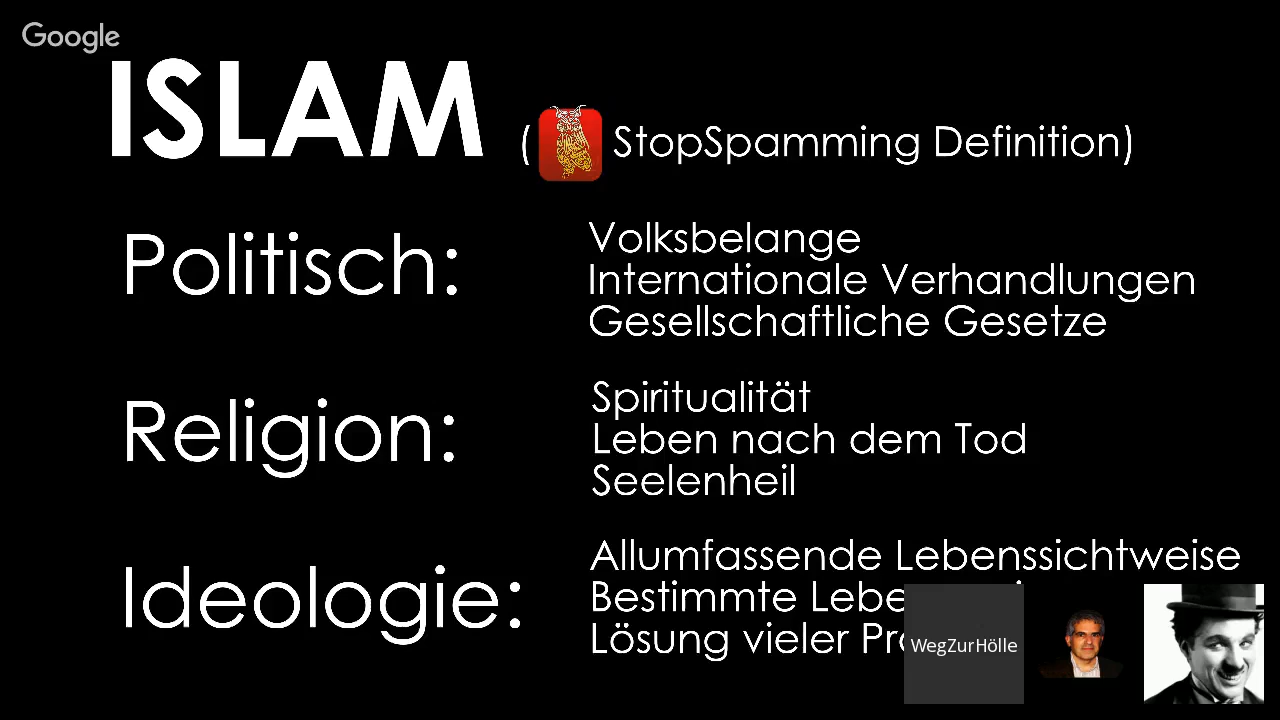 Google
ISLAM ( StopSpamming Definition)
Politisch:
Volksbelange
Internationale Verhandlungen
Gesellschaftliche Gesetze
Religion:
Spiritualität
Leben nach dem Tod
Seelenheil
Ideologie:
Allumfassende Lebenssichtweise
Bestimmte
Lösung vieler
WegZurHölle